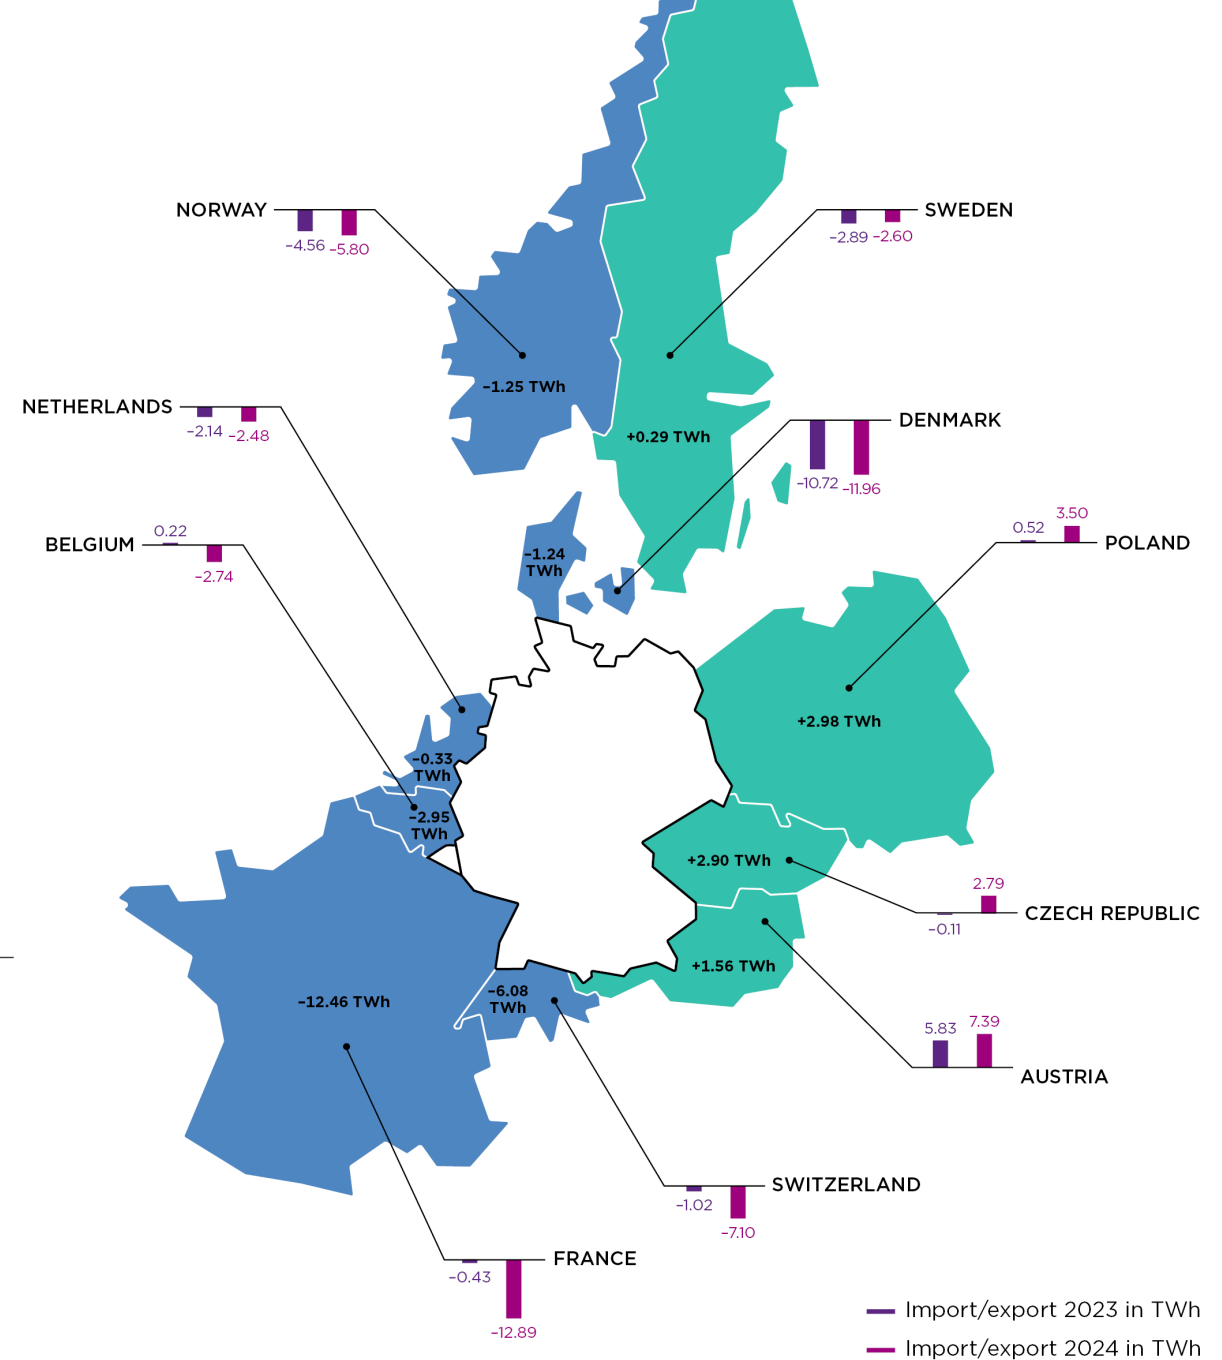 NORWAY
−4.56
−5.80
SWEDEN
−2.89
−2.60
−1.25 TWh
NETHERLANDS
−2.14
−2.48
+0.29 TWh
DENMARK
−10.72
−11.96
BELGIUM
0.22
−2.74
−1.24
TWh
0.52
3.50
POLAND
+2.98 TWh
−0.33
TWh
−2.95
TWh
+2.90 TWh
2.79
−0.11
CZECH REPUBLIC
+1.56 TWh
−6.08
TWh
−12.46 TWh
5.83
7.39
AUSTRIA
SWITZERLAND
−1.02
−7.10
FRANCE
−0.43
−12.89
Import/export 2023 in TWh
Import/export 2024 in TWh